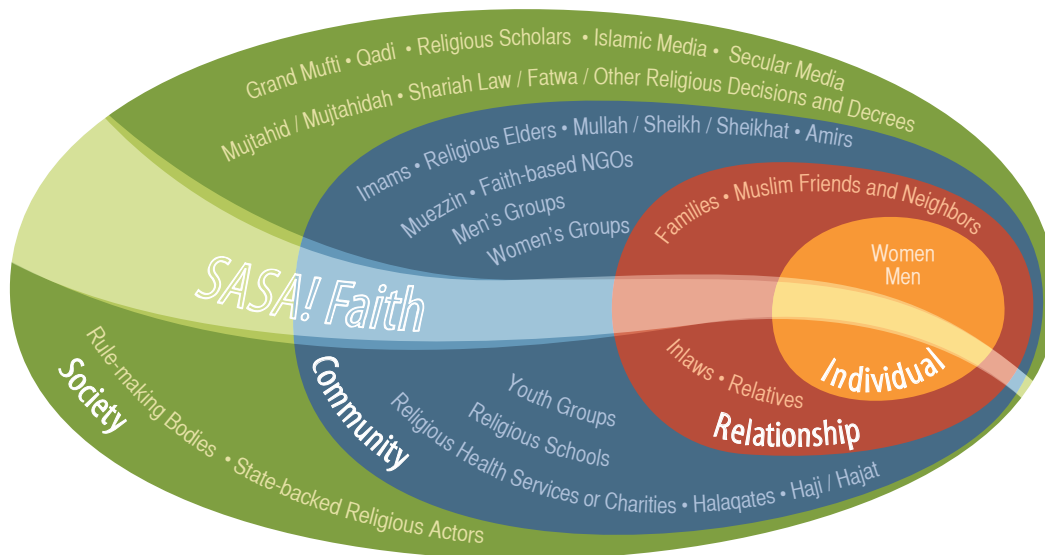 Grand Mufti • Qadi • Religious Scholars • Islamic Media • Secular Media
Mujtahid / Mujtahidah • Shariah Law / Fatwa / Other Religious Decisions and Decrees
Imams • Religious Elders • Mullah / Sheikh / Sheikhat • Amirs
Muezzin • Faith-based NGOs
Men's Groups
Women's Groups
Families • Muslim Friends and Neighbors
Women
Men
SASA! Faith
Individual
Inlaws • Relatives
Relationship
Youth Groups
Religious Schools
Religious Health Services or Charities • Halaqates • Haji / Hajat
Community
Rule-making Bodies • State-backed Religious Actors
Society